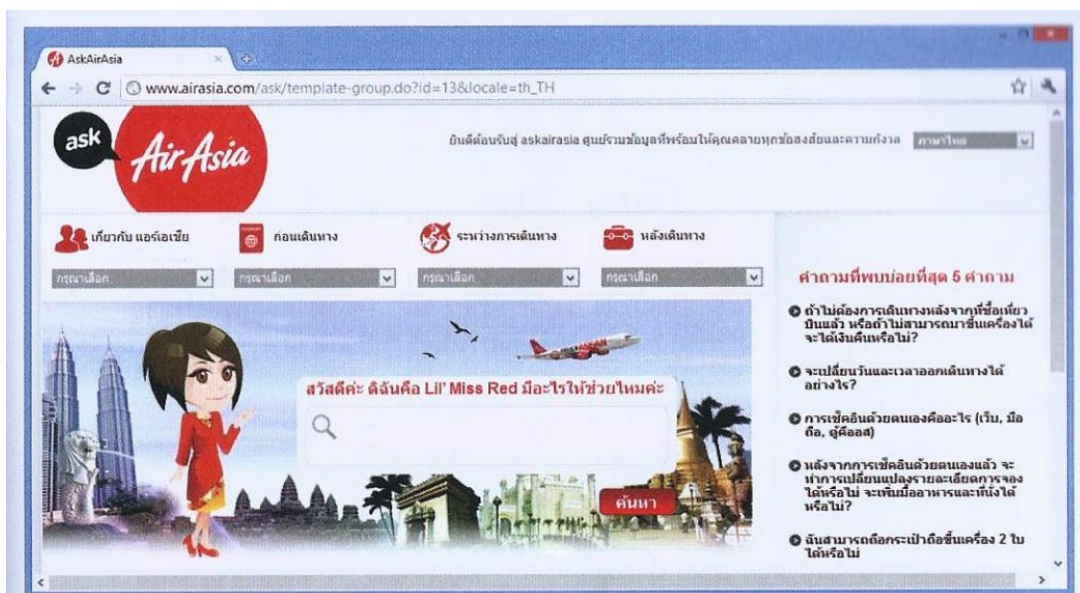 AskAirAsia
www.airasia.com/ask/template-group.do?id=13&locale=th_TH
ask
AirAsia
ยินดีต้อนรับสู่ askairasia ศูนย์รวมข้อมูลที่พร้อมให้คุณคลายทุกข้อสงสัยและความกังวล
ภาษาไทย
เกี่ยวกับ แอร์เอเชีย
ก่อนเดินทาง
ระหว่างการเดินทาง
หลังเดินทาง
กรุณาเลือก
กรุณาเลือก
กรุณาเลือก
กรุณาเลือก
สวัสดีค่ะ ดิฉันคือ Lil' Miss Red มีอะไรให้ช่วยไหมค่ะ
ค้นหา
คำถามที่พบบ่อยที่สุด 5 คำถาม
ถ้าไม่ต้องการเดินทางหลังจากที่ซื้อเที่ยว
บินแล้ว หรือถ้าไม่สามารถมาขึ้นเครื่องได้
จะได้เงินคืนหรือไม่?
จะเปลี่ยนวันและเวลาออกเดินทางได้
อย่างไร?
การเช็คอินด้วยตนเองคืออะไร (เว็บ, มือ
ถือ, ตู้คีออส)
หลังจากการเช็คอินด้วยตนเองแล้ว จะ
ทำการเปลี่ยนแปลงรายละเอียดการจอง
ได้หรือไม่ จะเพิ่มมื้ออาหารและที่นั่งได้
หรือไม่?
ฉันสามารถถือกระเป๋าถือขึ้นเครื่อง 2 ใบ
ได้หรือไม่